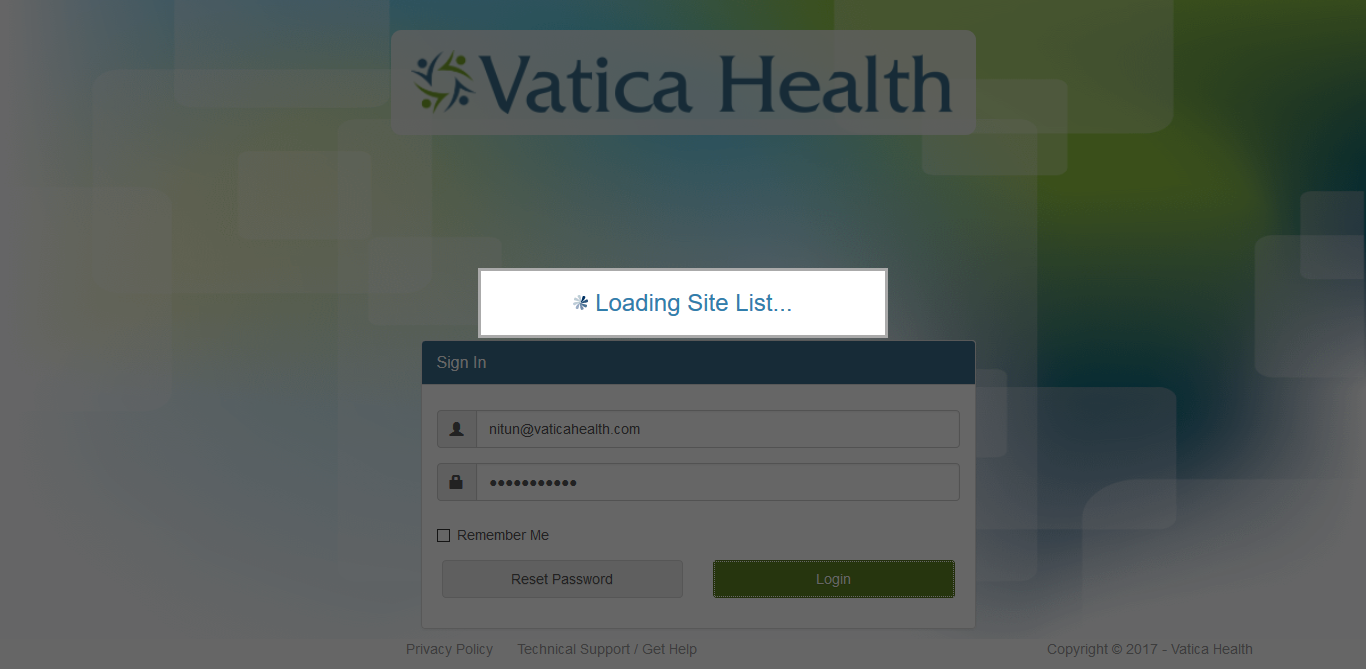 Vatica Health
Loading Site List...
Sign In
nitun@vaticahealth.com
•••••••••••
Remember Me
Reset Password Login
Privacy Policy Technical Support / Get Help Copyright © 2017 - Vatica Health